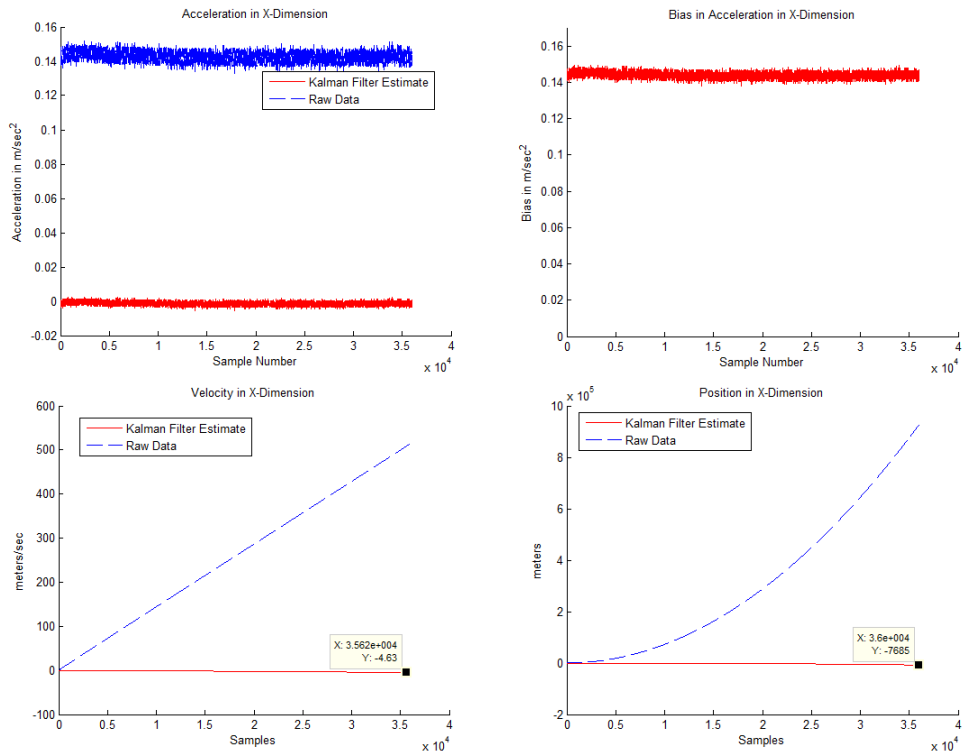 Acceleration in X-Dimension
0.16
0.14
0.12
0.1
0.08
0.06
0.04
0.02
0
-0.02
Acceleration in m/sec²
Kalman Filter Estimate
Raw Data
0 0.5 1 1.5 2 2.5 3 3.5 4
x 10⁴
Sample Number
Bias in Acceleration in X-Dimension
0.16
0.14
0.12
0.1
0.08
0.06
0.04
0.02
0
Bias in m/sec²
0 0.5 1 1.5 2 2.5 3 3.5 4
x 10⁴
Sample Number
Velocity in X-Dimension
600
500
400
300
200
100
0
-100
meters/sec
Kalman Filter Estimate
Raw Data
X: 3.562e+004
Y: -4.63
0 0.5 1 1.5 2 2.5 3 3.5 4
x 10⁴
Samples
Position in X-Dimension
x 10⁵
10
8
6
4
2
0
-2
meters
Kalman Filter Estimate
Raw Data
X: 3.6e+004
Y: -7685
0 0.5 1 1.5 2 2.5 3 3.5 4
x 10⁴
Samples